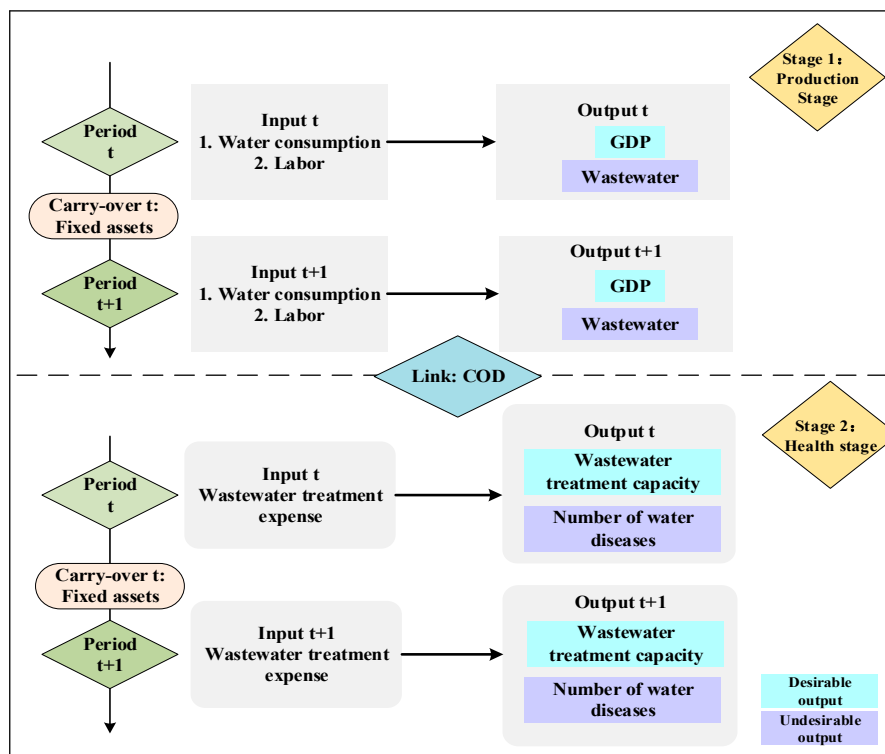 Stage 1:
Production
Stage
Period
t
Input t
1. Water consumption
2. Labor
Output t
GDP
Wastewater
Carry-over t:
Fixed assets
Period
t+1
Input t+1
1. Water consumption
2. Labor
Output t+1
GDP
Wastewater
Link: COD
Stage 2:
Health stage
Period
t
Input t
Wastewater treatment
expense
Output t
Wastewater
treatment capacity
Number of water
diseases
Carry-over t:
Fixed assets
Period
t+1
Input t+1
Wastewater treatment
expense
Output t+1
Wastewater
treatment capacity
Number of water
diseases
Desirable
output
Undesirable
output